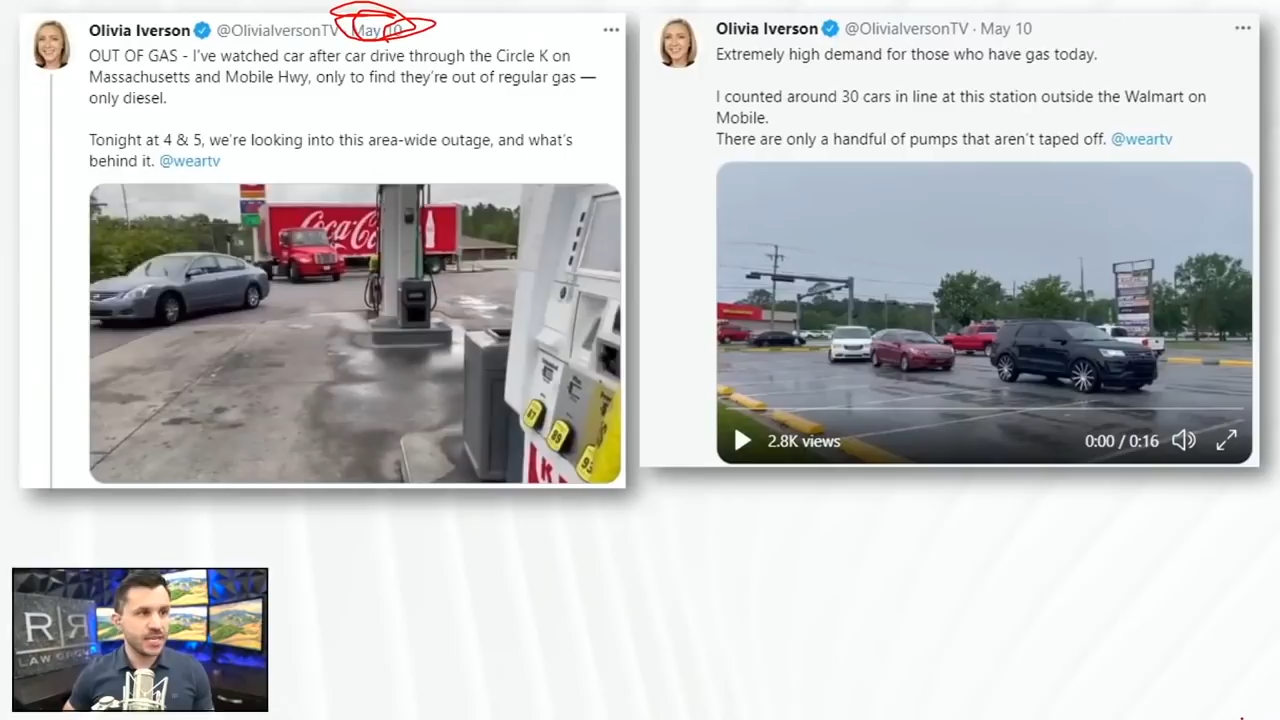 Olivia Iverson @OliviaIversonTV · May 10
OUT OF GAS - I've watched car after car drive through the Circle K on
Massachusetts and Mobile Hwy, only to find they're out of regular gas —
only diesel.
Tonight at 4 & 5, we're looking into this area-wide outage, and what's
behind it. @weartv
Coca-Co
87
89
93
K
Olivia Iverson @OliviaIversonTV · May 10
Extremely high demand for those who have gas today.
I counted around 30 cars in line at this station outside the Walmart on
Mobile.
There are only a handful of pumps that aren't taped off. @weartv
2.8K views
0:00 / 0:16
R|R
LAW GRO